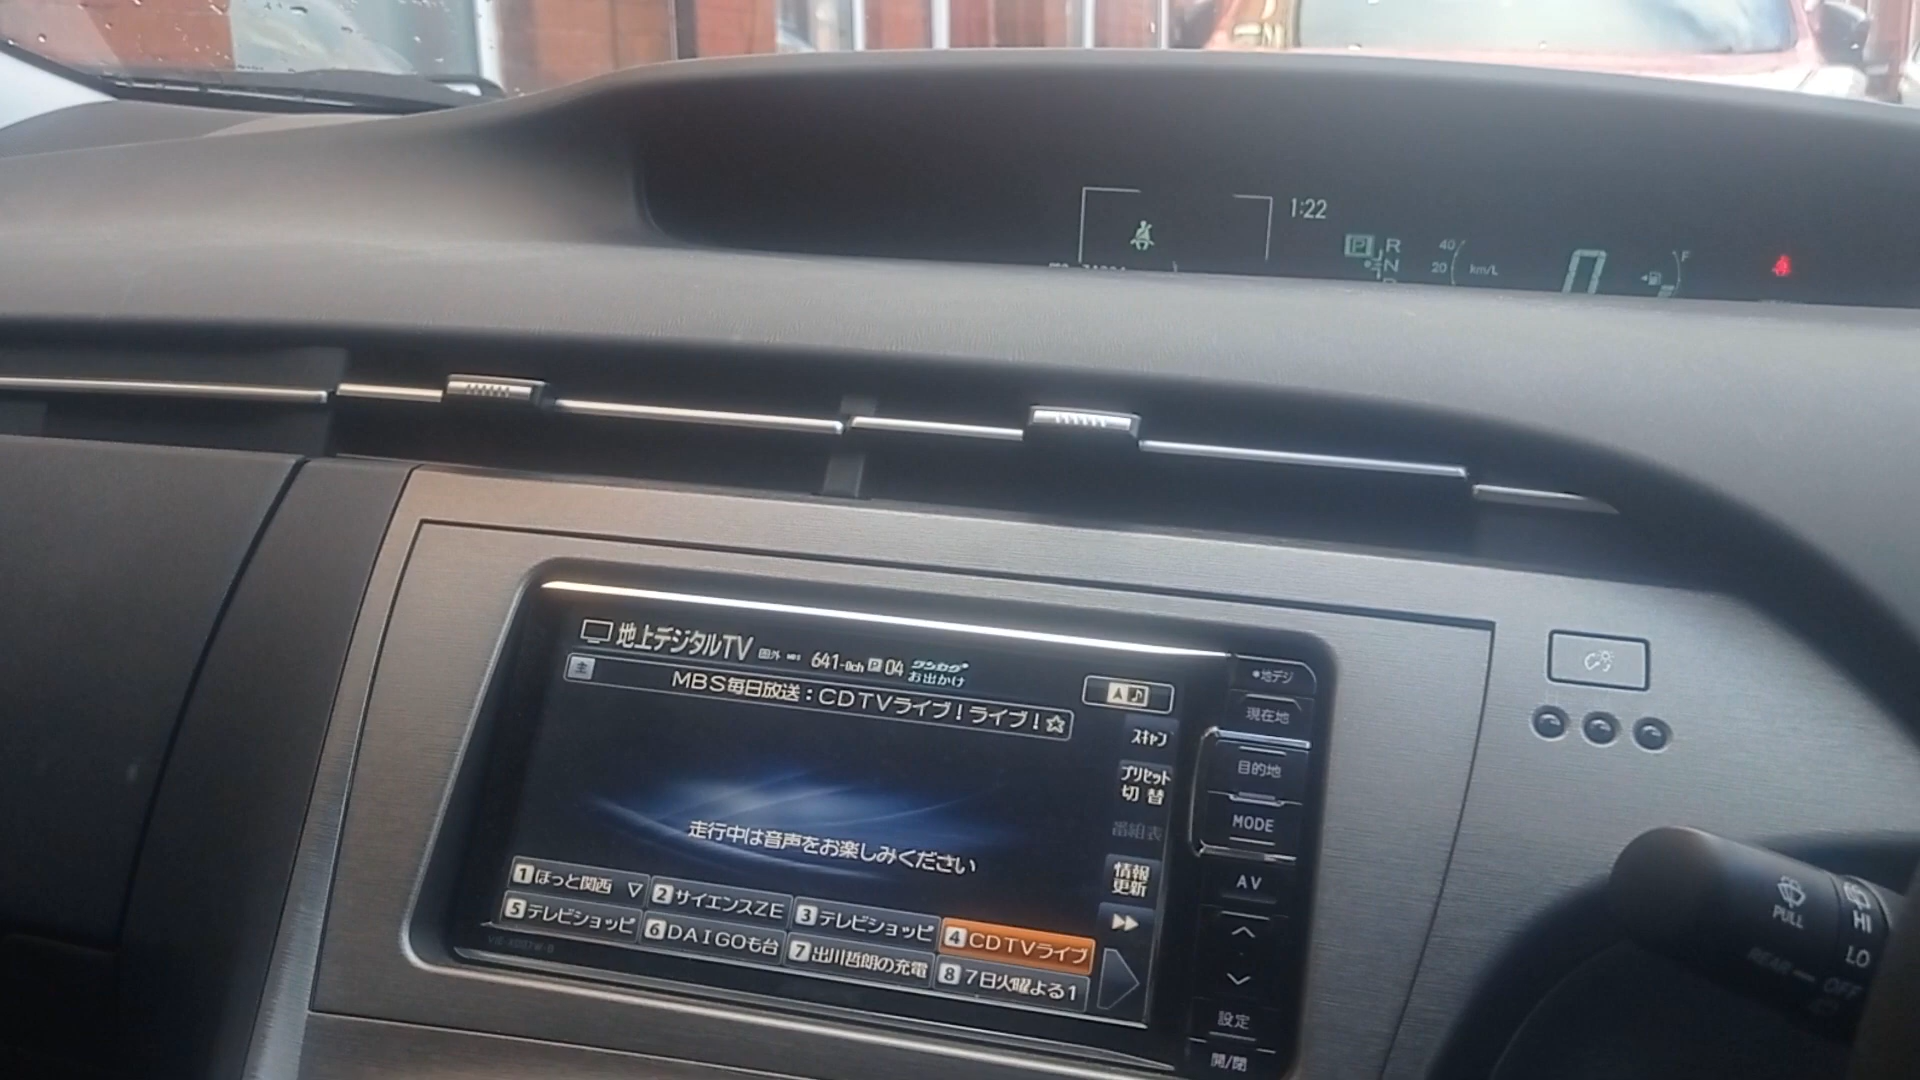 1:22
P R
N
40
20 km/L
0
F
地上デジタルTV 641-0ch P 04 ワンセグ お出かけ
主 MBS毎日放送：CDTVライブ！ライブ！☆
A♪
スキャン
プリセット
切替
番組表
情報
更新
走行中は音声をお楽しみください
1 ほっと関西 ▽ 2 サイエンスZE 3 テレビショッピ 4 CDTVライブ
5 テレビショッピ 6 DAIGOも台 7 出川哲朗の充電 8 7日火曜よる1
地デジ
現在地
目的地
MODE
AV
設定
開/閉
PULL
HI
LO
REAR OFF